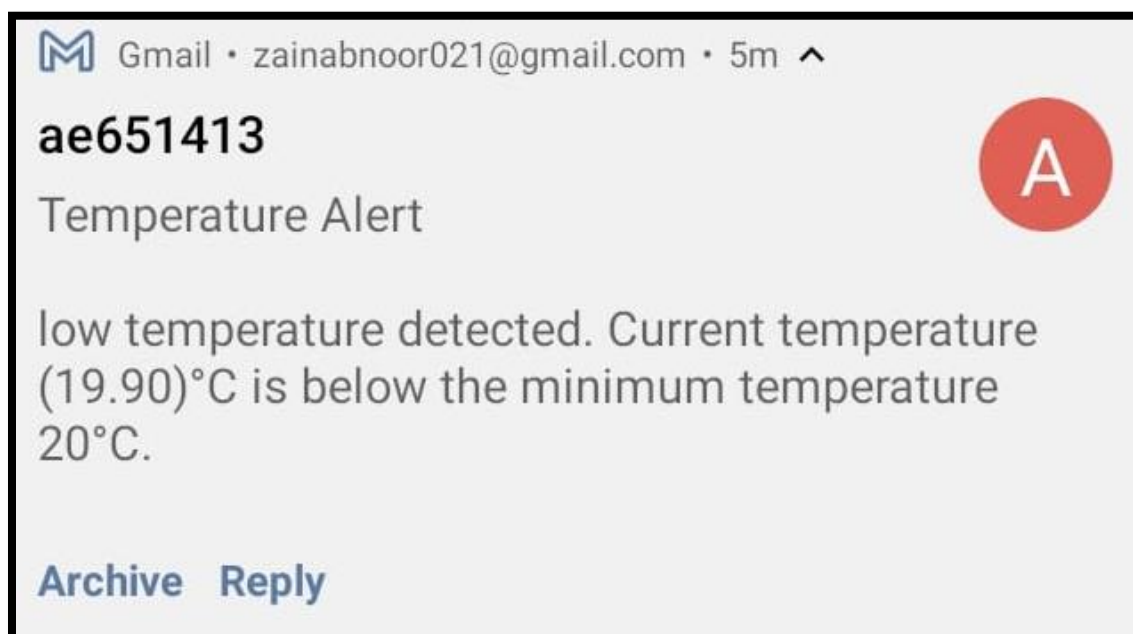 Gmail • zainabnoor021@gmail.com • 5m
ae651413
A
Temperature Alert
low temperature detected. Current temperature
(19.90)°C is below the minimum temperature
20°C.
Archive Reply